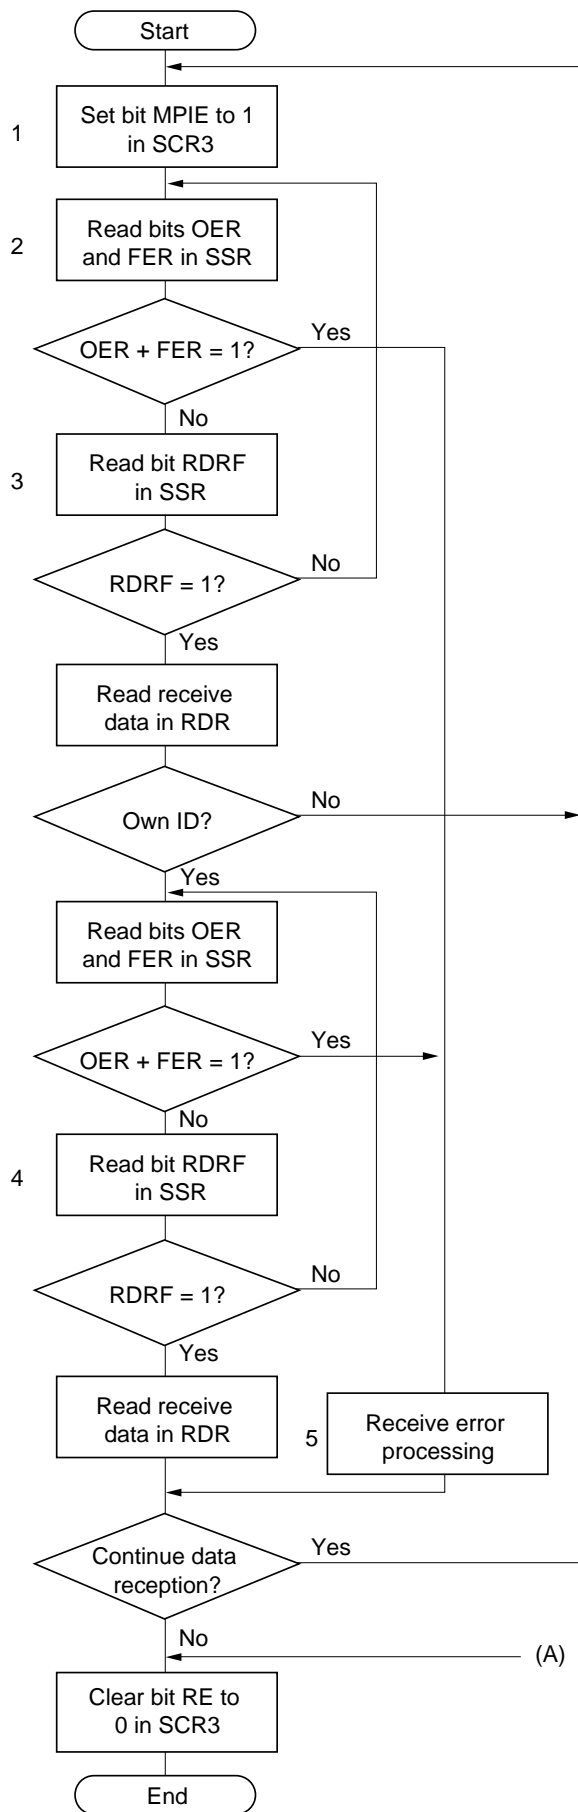 Start
1
Set bit MPIE to 1
in SCR3
2
Read bits OER
and FER in SSR
OER + FER = 1?
Yes
No
3
Read bit RDRF
in SSR
RDRF = 1?
No
Yes
Read receive
data in RDR
Own ID?
No
Yes
Read bits OER
and FER in SSR
OER + FER = 1?
Yes
No
4
Read bit RDRF
in SSR
RDRF = 1?
No
Yes
Read receive
data in RDR
5
Receive error
processing
Continue data
reception?
Yes
No
(A)
Clear bit RE to
0 in SCR3
End